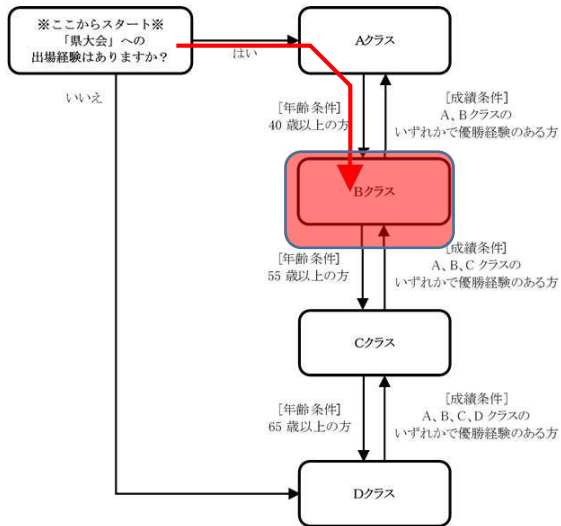 ※ここからスタート※
「県大会」への
出場経験はありますか？
はい
いいえ
Aクラス
[年齢条件]
40 歳以上の方
[成績条件]
A、Bクラスの
いずれかで優勝経験のある方
Bクラス
[年齢条件]
55 歳以上の方
[成績条件]
A、B、C クラスの
いずれかで優勝経験のある方
Cクラス
[年齢条件]
65 歳以上の方
[成績条件]
A、B、C、D クラスの
いずれかで優勝経験のある方
Dクラス